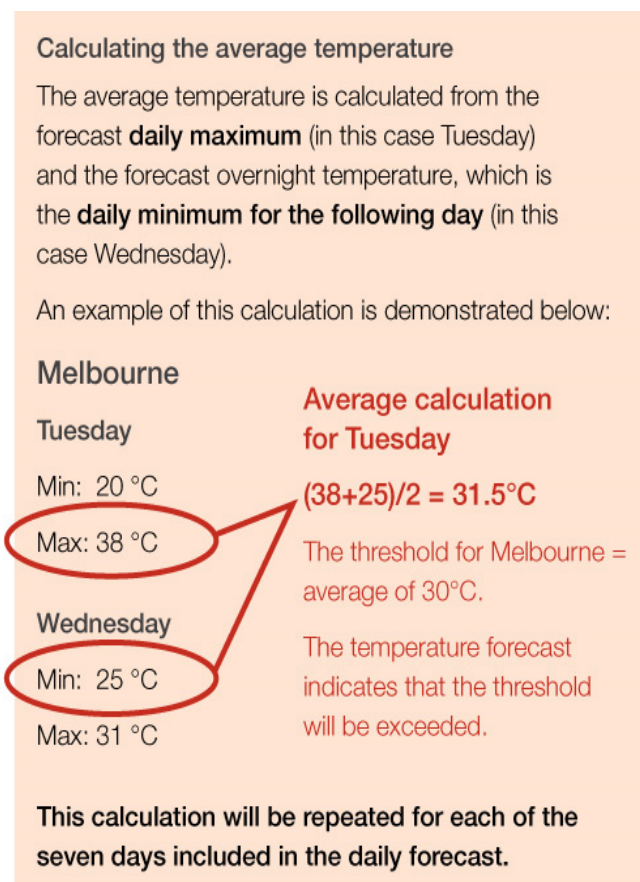 Calculating the average temperature
The average temperature is calculated from the
forecast daily maximum (in this case Tuesday)
and the forecast overnight temperature, which is
the daily minimum for the following day (in this
case Wednesday).
An example of this calculation is demonstrated below:
Melbourne
Tuesday
Min: 20 °C
Max: 38 °C
Wednesday
Min: 25 °C
Max: 31 °C
Average calculation
for Tuesday
(38+25)/2 = 31.5°C
The threshold for Melbourne =
average of 30°C.
The temperature forecast
indicates that the threshold
will be exceeded.
This calculation will be repeated for each of the
seven days included in the daily forecast.